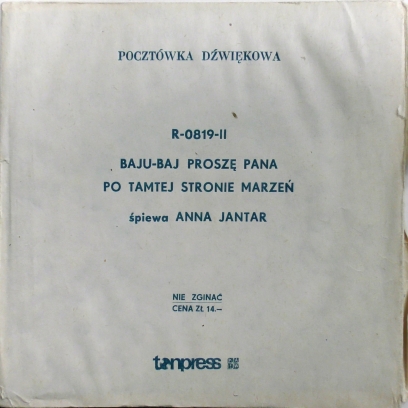 POCZTÓWKA DŹWIĘKOWA
R-0819-II
BAJU-BAJ PROSZĘ PANA
PO TAMTEJ STRONIE MARZEŃ
śpiewa ANNA JANTAR
NIE ZGINAĆ
CENA ZŁ 14.–
tonpress